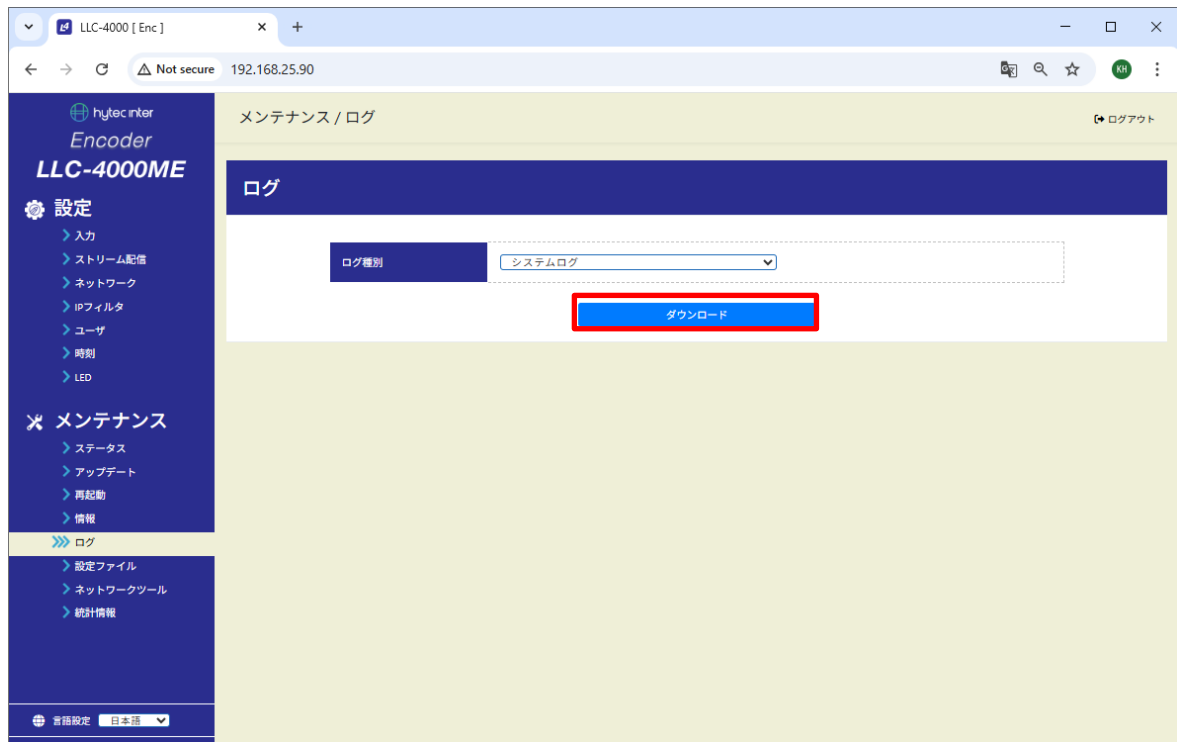 LLC-4000 [ Enc ]
Not secure 192.168.25.90
KH
hytec inter
Encoder
LLC-4000ME
設定
入力
ストリーム配信
ネットワーク
IPフィルタ
ユーザ
時刻
LED
メンテナンス
ステータス
アップデート
再起動
情報
ログ
設定ファイル
ネットワークツール
統計情報
言語設定 日本語
メンテナンス / ログ
ログアウト
ログ
ログ種別 システムログ
ダウンロード